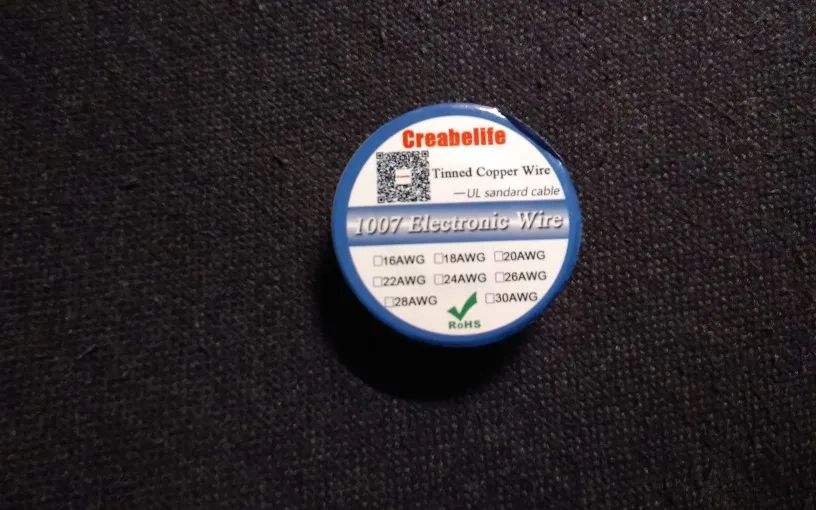 Creabelife
Tinned Copper Wire
—UL sandard cable
1007 Electronic Wire
□16AWG □18AWG □20AWG
□22AWG □24AWG □26AWG
□28AWG □30AWG
RoHS